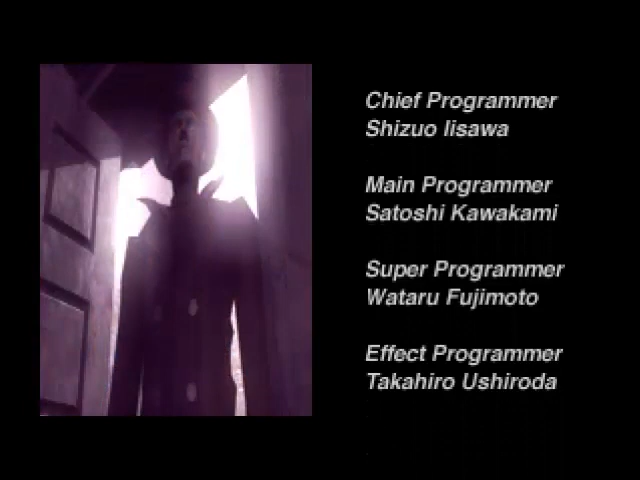 Chief Programmer
Shizuo Iisawa
Main Programmer
Satoshi Kawakami
Super Programmer
Wataru Fujimoto
Effect Programmer
Takahiro Ushiroda